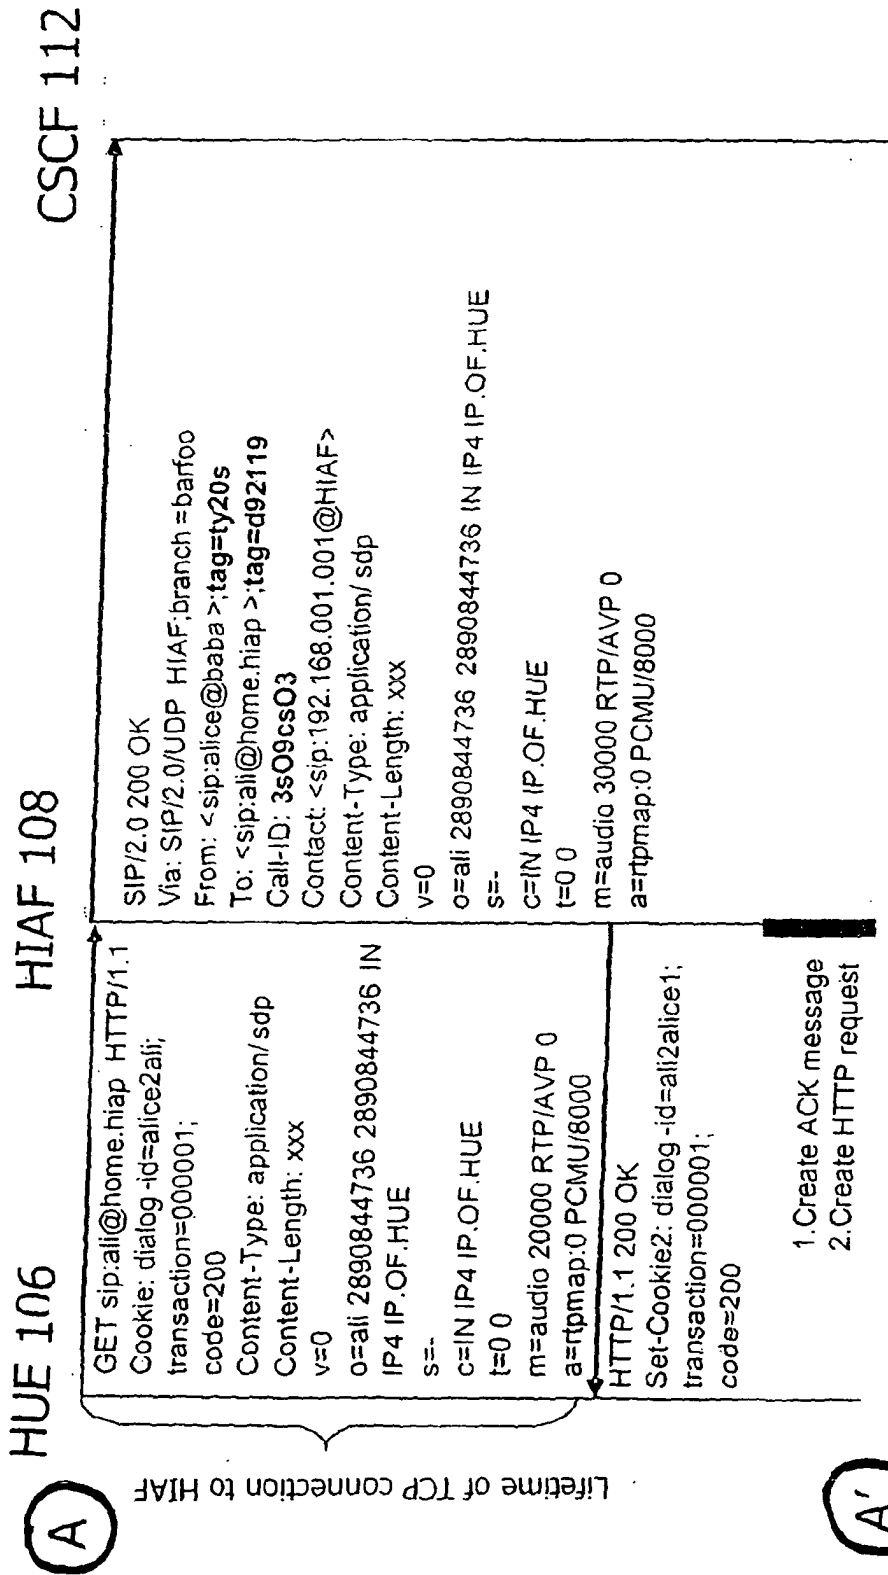 HUE 106
HIAF 108
CSCF 112
A
GET sip:ali@home.hiap HTTP/1.1
Cookie: dialog -id=alice2ali;
transaction=000001;
code=200
Content-Type: application/ sdp
Content-Length: xxx
v=0
o=ali 2890844736 2890844736 IN
IP4 IP.OF.HUE
s=-
c=IN IP4 IP.OF.HUE
t=0 0
m=audio 20000 RTP/AVP 0
a=rtpmap:0 PCMU/8000
SIP/2.0 200 OK
Via: SIP/2.0/UDP HIAF;branch =barfoo
From: <sip:alice@baba >;tag=ty20s
To: <sip:ali@home.hiap >;tag=d92119
Call-ID: 3sO9csO3
Contact: <sip:192.168.001.001@HIAF>
Content-Type: application/ sdp
Content-Length: xxx
v=0
o=ali 2890844736 2890844736 IN IP4 IP.OF.HUE
s=-
c=IN IP4 IP.OF.HUE
t=0 0
m=audio 30000 RTP/AVP 0
a=rtpmap:0 PCMU/8000
HTTP/1.1 200 OK
Set-Cookie2: dialog -id=ali2alice1;
transaction=000001;
code=200
Lifetime of TCP connection to HIAF
1.Create ACK message
2.Create HTTP request
A'